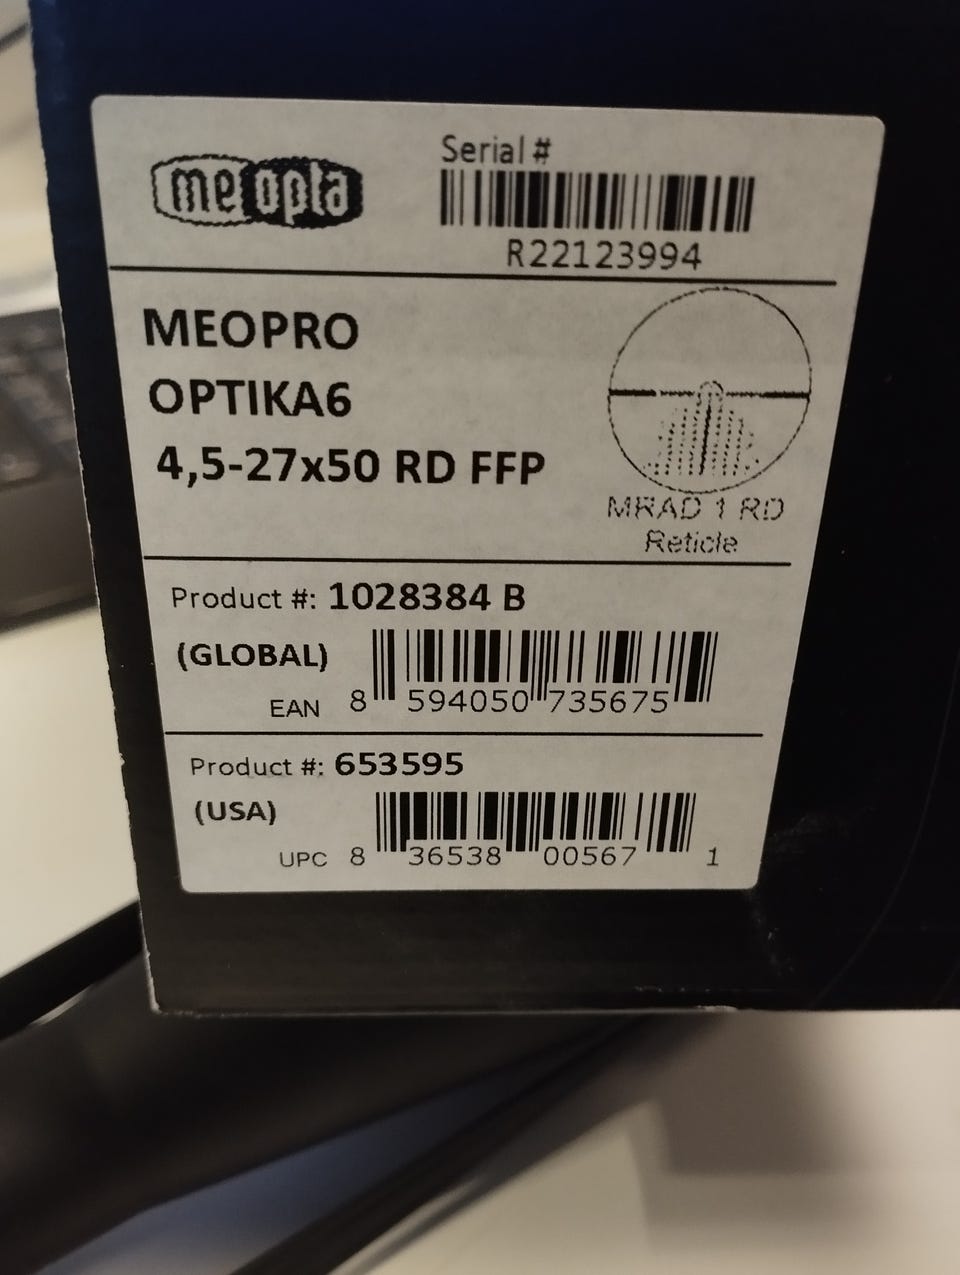 meopta
Serial #
R22123994
MEOPRO
OPTIKA6
4,5-27x50 RD FFP
MRAD 1 RD
Reticle
Product #: 1028384 B
(GLOBAL)
EAN 8 594050 735675
Product #: 653595
(USA)
UPC 8 36538 00567 1